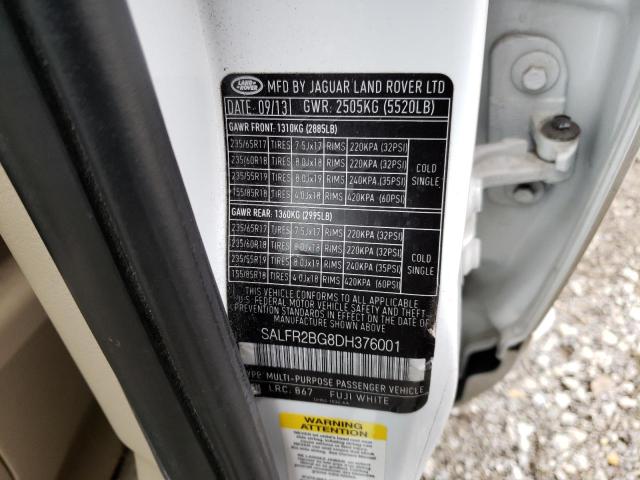 LAND ROVER MFD BY JAGUAR LAND ROVER LTD
DATE 09/13 GWR: 2505KG (5520LB)
GAWR FRONT: 1310KG (2885LB)
235/65R17 TIRES 7.5Jx17 RIMS 220KPA (32PSI)
235/60R18 TIRES 8.0Jx18 RIMS 220KPA (32PSI) COLD
235/55R19 TIRES 8.0Jx19 RIMS 240KPA (35PSI) SINGLE
155/85R18 TIRES 4.0Jx18 RIMS 420KPA (60PSI)
GAWR REAR: 1360KG (2995LB)
235/65R17 TIRES 7.5Jx17 RIMS 220KPA (32PSI)
235/60R18 TIRES 8.0Jx18 RIMS 220KPA (32PSI) COLD
235/55R19 TIRES 8.0Jx19 RIMS 240KPA (35PSI) SINGLE
155/85R18 TIRES 4.0Jx18 RIMS 420KPA (60PSI)
THIS VEHICLE CONFORMS TO ALL APPLICABLE
U.S. FEDERAL MOTOR VEHICLE SAFETY AND THEFT
PREVENTION STANDARDS IN EFFECT ON THE DATE
OF MANUFACTURE SHOWN ABOVE
SALFR2BG8DH376001
TYPE: MULTI-PURPOSE PASSENGER VEHICLE
LRC: 867 FUJI WHITE
WARNING
ATTENTION